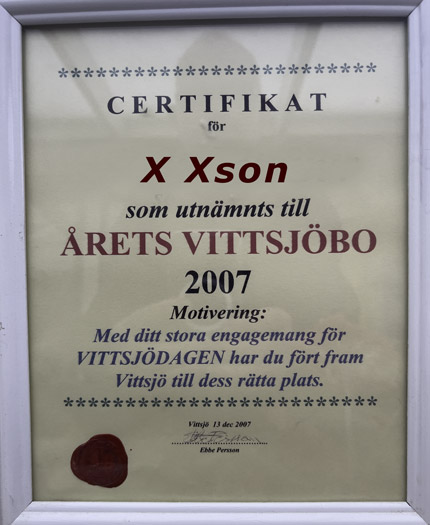 ************************
CERTIFIKAT
för
X Xson
som utnämnts till
ÅRETS VITTSJÖBO
2007
Motivering:
Med ditt stora engagemang för
VITTSJÖDAGEN har du fört fram
Vittsjö till dess rätta plats.
************************
Vittsjö 13 dec 2007
Ebbe Persson